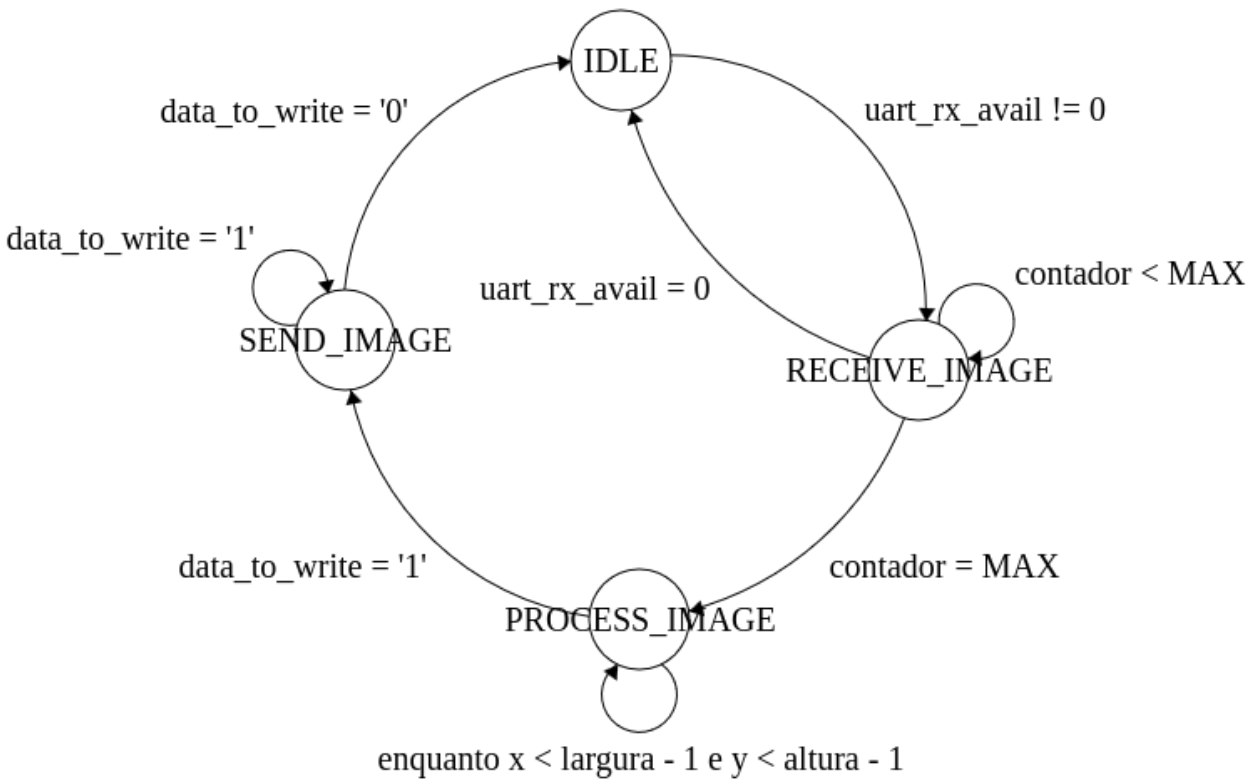 IDLE
data_to_write = '0'
uart_rx_avail != 0
data_to_write = '1'
contador < MAX
uart_rx_avail = 0
SEND_IMAGE
RECEIVE_IMAGE
data_to_write = '1'
contador = MAX
PROCESS_IMAGE
enquanto x < largura - 1 e y < altura - 1